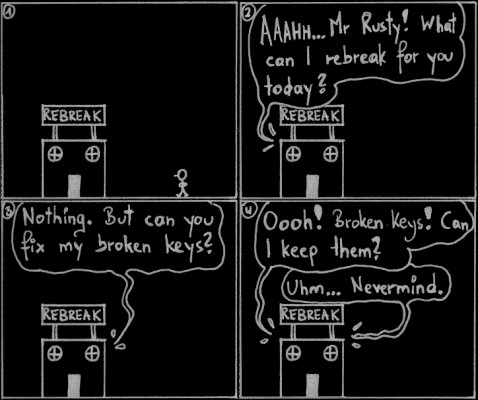 1
REBREAK
2
AAAHH... Mr Rusty! What
can I rebreak for you
today?
REBREAK
3
Nothing. But can you
fix my broken keys?
REBREAK
4
Oooh! Broken Keys! Can
I keep them?
Uhm... Nevermind.
REBREAK